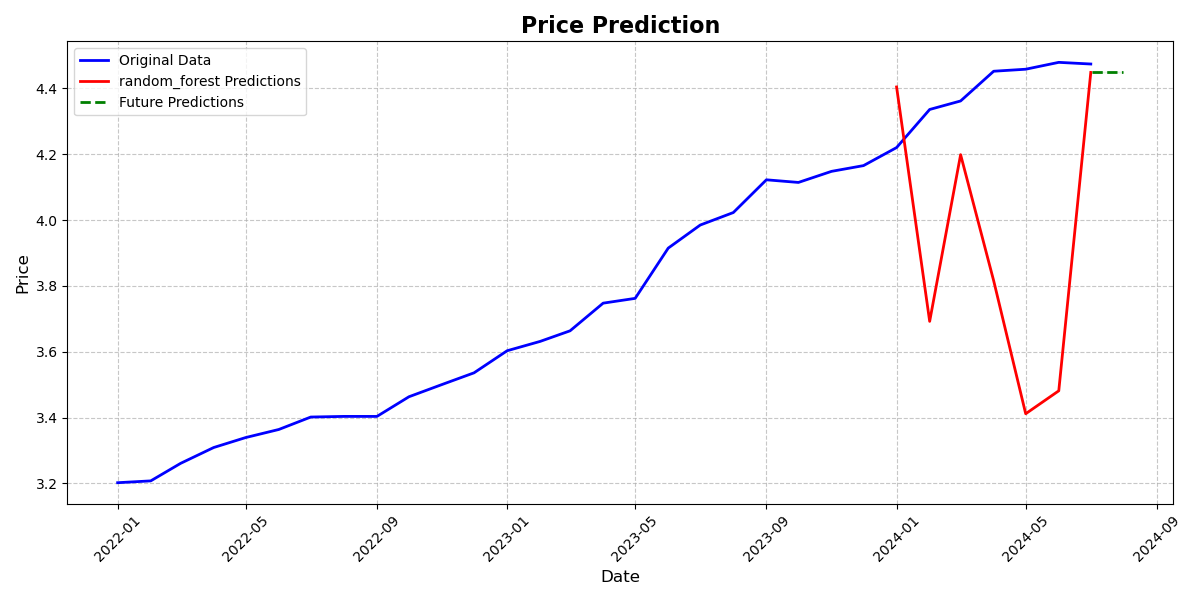 Price Prediction
Original Data
random_forest Predictions
Future Predictions
Price
4.4
4.2
4.0
3.8
3.6
3.4
3.2
2022-01
2022-05
2022-09
2023-01
2023-05
2023-09
2024-01
2024-05
2024-09
Date